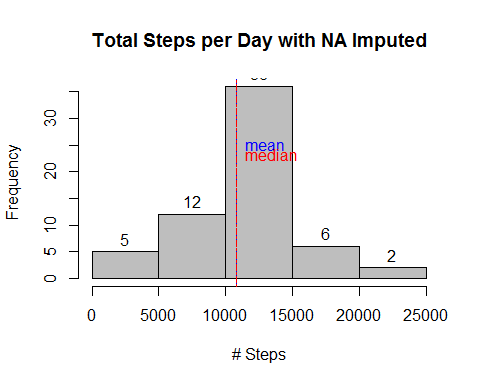 Total Steps per Day with NA Imputed
Frequency
0 5 10 20 30
5
12
6
2
mean
median
0 5000 10000 15000 20000 25000
# Steps